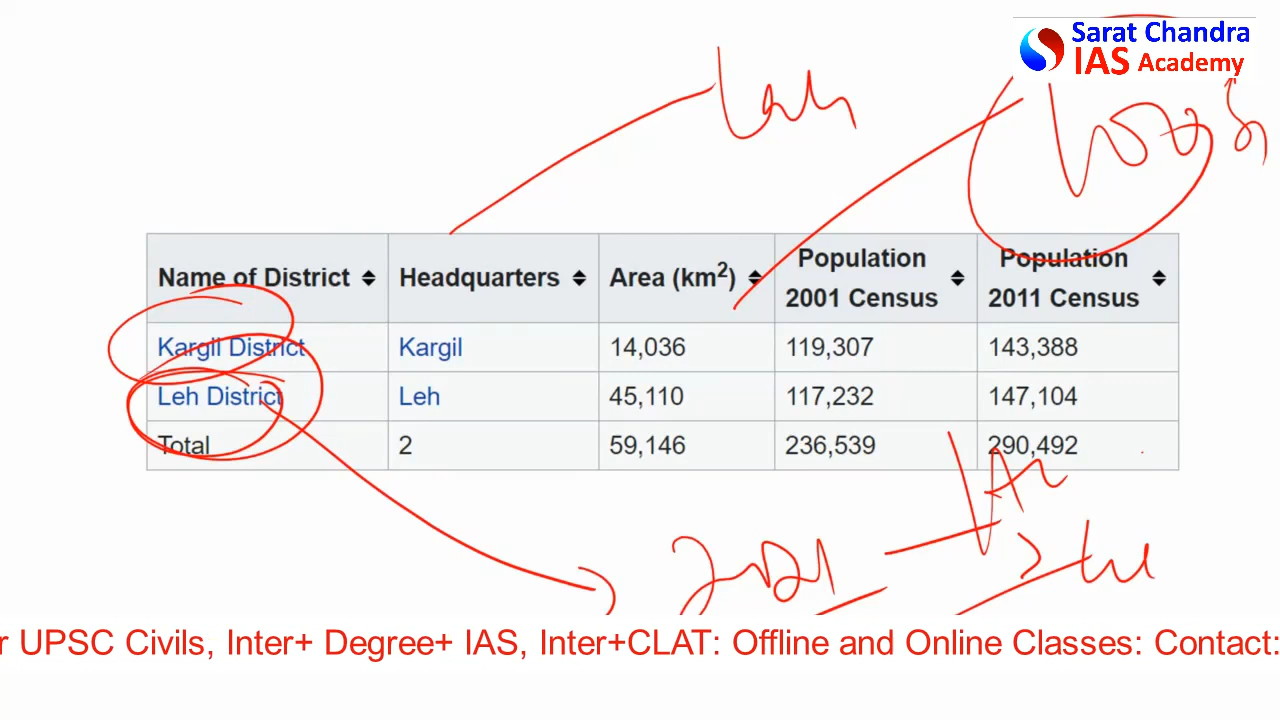 Sarat Chandra
IAS Academy
Leh
Name of District Headquarters Area (km²) Population 2001 Census Population 2011 Census
Kargil District Kargil 14,036 119,307 143,388
Leh District Leh 45,110 117,232 147,104
Total 2 59,146 236,539 290,492
r UPSC Civils, Inter+ Degree+ IAS, Inter+CLAT: Offline and Online Classes: Contact: